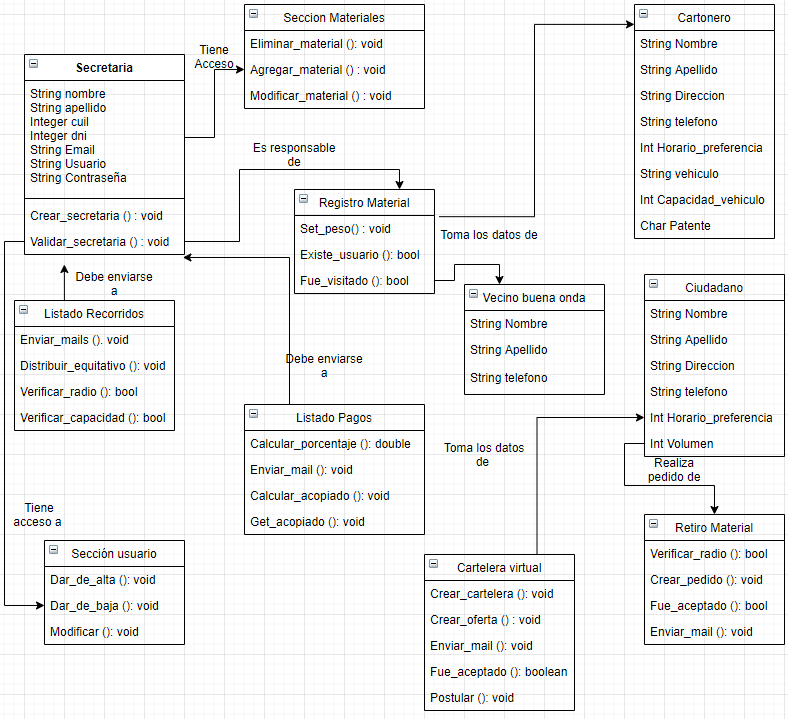 Seccion Materiales
Eliminar_material (): void
Agregar_material () : void
Modificar_material () : void
Cartonero
String Nombre
String Apellido
String Direccion
String telefono
Int Horario_preferencia
String vehiculo
Int Capacidad_vehiculo
Char Patente
Tiene
Acceso
Secretaria
String nombre
String apellido
Integer cuil
Integer dni
String Email
String Usuario
String Contraseña
Crear_secretaria () : void
Validar_secretaria () : void
Es responsable
de
Registro Material
Set_peso() : void
Existe_usuario (): bool
Fue_visitado (): bool
Toma los datos de
Vecino buena onda
String Nombre
String Apellido
String telefono
Ciudadano
String Nombre
String Apellido
String Direccion
String telefono
Int Horario_preferencia
Int Volumen
Debe enviarse
a
Listado Recorridos
Enviar_mails (). void
Distribuir_equitativo (): void
Verificar_radio (): bool
Verificar_capacidad (): bool
Debe enviarse
a
Listado Pagos
Calcular_porcentaje (): double
Enviar_mail (): void
Calcular_acopiado (): void
Get_acopiado (): void
Toma los datos
de
Realiza
pedido de
Retiro Material
Verificar_radio (): bool
Crear_pedido (): void
Fue_aceptado (): bool
Enviar_mail (): void
Tiene
acceso a
Sección usuario
Dar_de_alta (): void
Dar_de_baja (): void
Modificar (): void
Cartelera virtual
Crear_cartelera (): void
Crear_oferta () : void
Enviar_mail (): void
Fue_aceptado (): boolean
Postular (): void